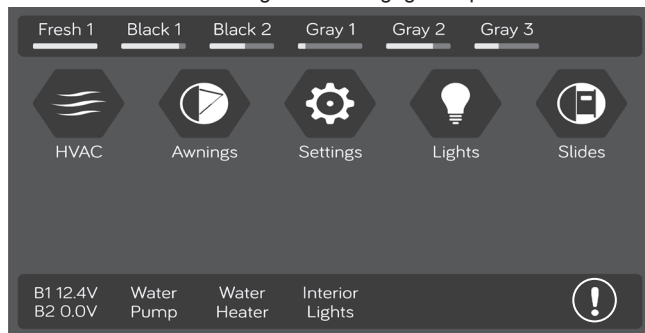 Fresh 1 Black 1 Black 2 Gray 1 Gray 2 Gray 3
HVAC Awnings Settings Lights Slides
B1 12.4V Water Water Interior
B2 0.0V Pump Heater Lights
!